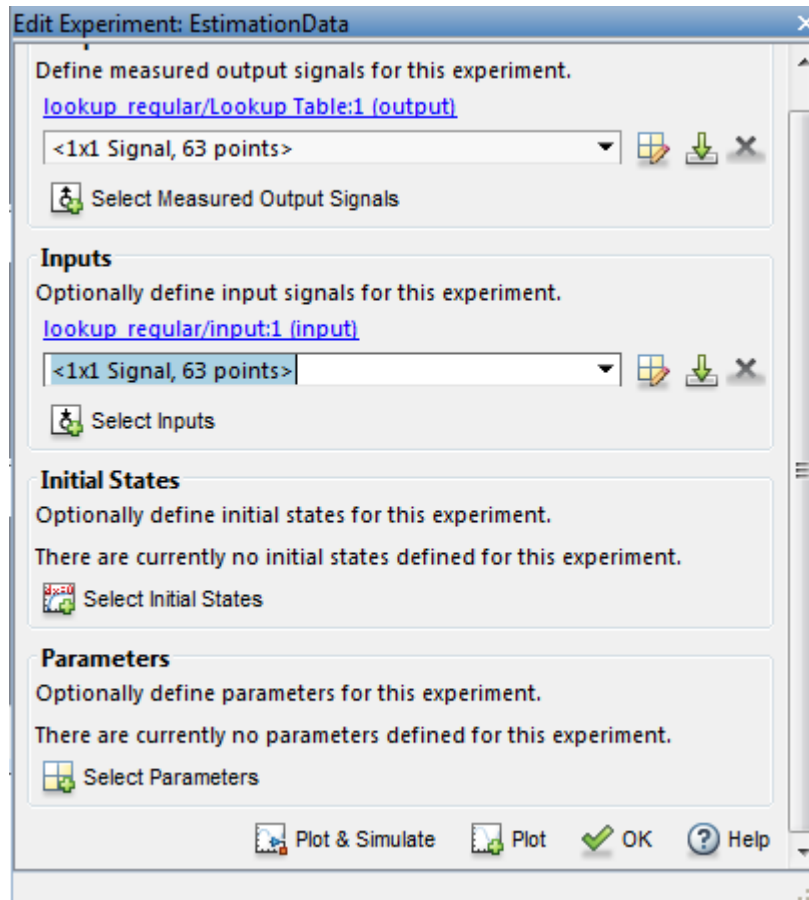 Edit Experiment: EstimationData
Define measured output signals for this experiment.
lookup_regular/Lookup Table:1 (output)
<1x1 Signal, 63 points>
Select Measured Output Signals
Inputs
Optionally define input signals for this experiment.
lookup_regular/input:1 (input)
<1x1 Signal, 63 points>
Select Inputs
Initial States
Optionally define initial states for this experiment.
There are currently no initial states defined for this experiment.
Select Initial States
Parameters
Optionally define parameters for this experiment.
There are currently no parameters defined for this experiment.
Select Parameters
Plot & Simulate Plot OK Help